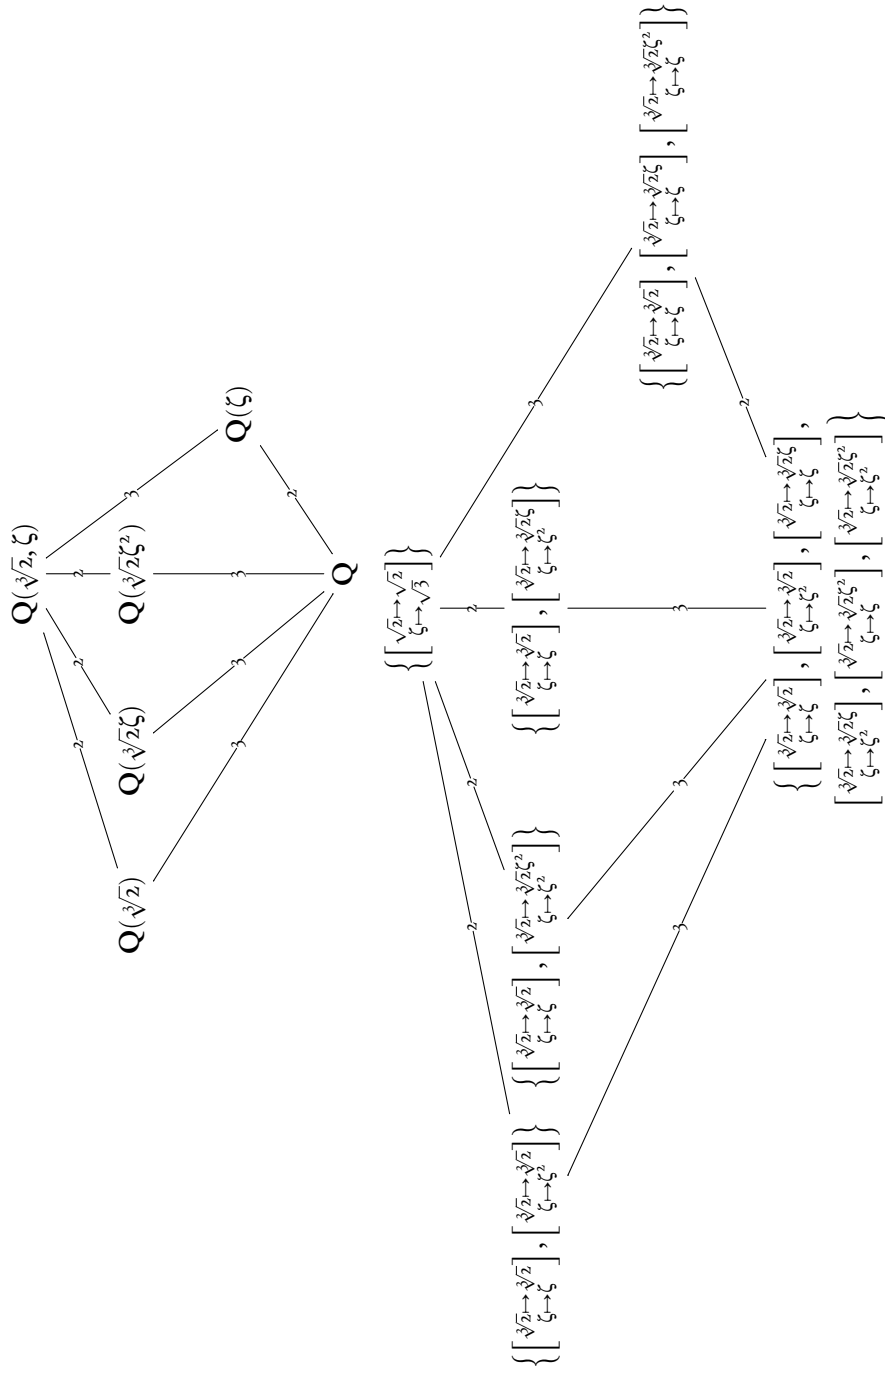 Q(∛2, ζ)
2 2 2
3
Q(∛2) Q(∛2ζ) Q(∛2ζ²)
3 3 3 Q(ζ)
2
Q
{[√2↦√2
ζ↦√3]}
2 2 2 3
{[∛2↦∛2
ζ↦ζ], [∛2↦∛2
ζ↦ζ²]}
{[∛2↦∛2
ζ↦ζ], [∛2↦∛2ζ²
ζ↦ζ²]}
{[∛2↦∛2
ζ↦ζ], [∛2↦∛2ζ
ζ↦ζ²]}
{[∛2↦∛2
ζ↦ζ], [∛2↦∛2ζ
ζ↦ζ], [∛2↦∛2ζ²
ζ↦ζ]}
3 3 3 2
{[∛2↦∛2
ζ↦ζ], [∛2↦∛2
ζ↦ζ²], [∛2↦∛2ζ
ζ↦ζ],
[∛2↦∛2ζ
ζ↦ζ²], [∛2↦∛2ζ²
ζ↦ζ], [∛2↦∛2ζ²
ζ↦ζ²]}